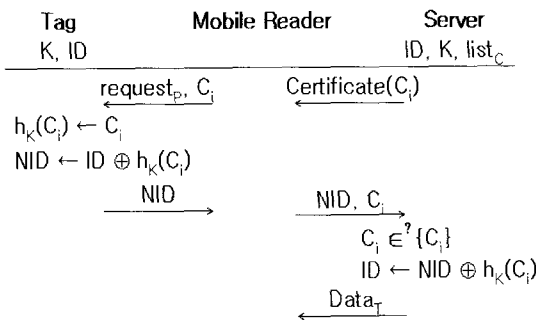 Tag Mobile Reader Server
K, ID ID, K, list_C
request_P, C_i Certificate(C_i)
h_K(C_i) ← C_i
NID ← ID ⊕ h_K(C_i)
NID NID, C_i
C_i ∈? {C_i}
ID ← NID ⊕ h_K(C_i)
Data_T